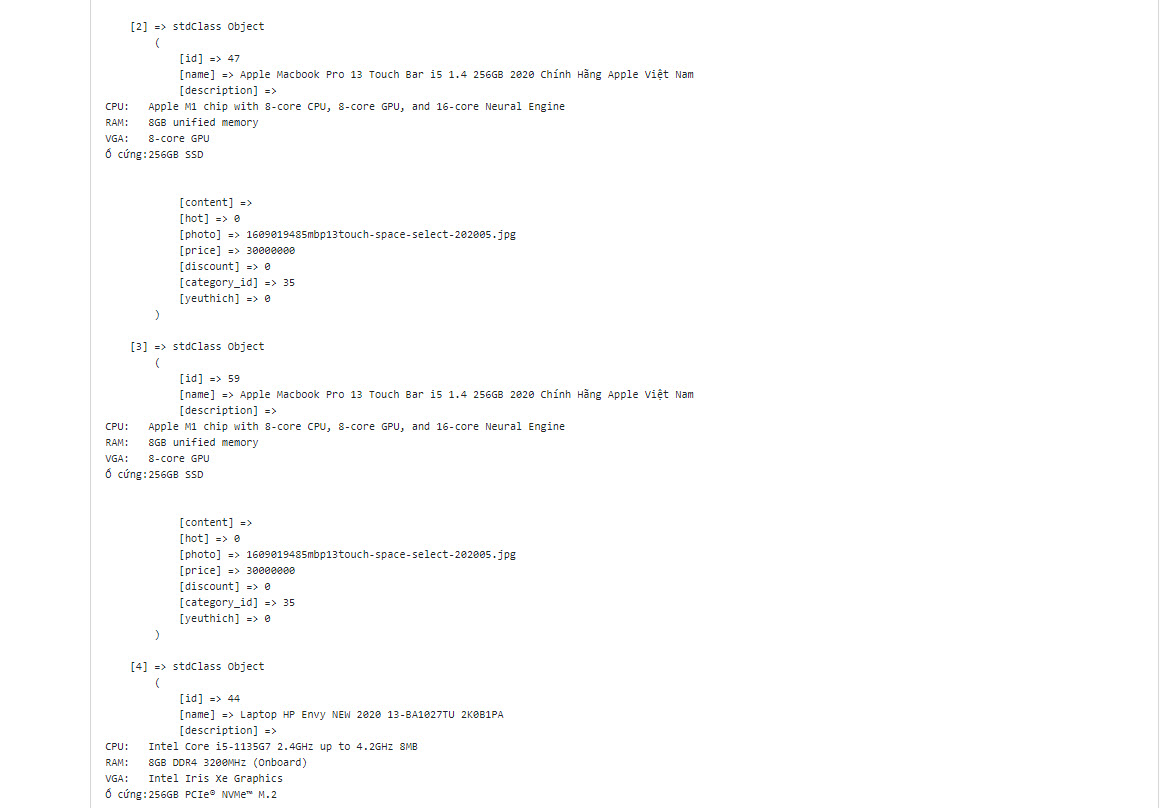 [2] => stdClass Object
(
[id] => 47
[name] => Apple Macbook Pro 13 Touch Bar i5 1.4 256GB 2020 Chính Hãng Apple Việt Nam
[description] =>
CPU: Apple M1 chip with 8-core CPU, 8-core GPU, and 16-core Neural Engine
RAM: 8GB unified memory
VGA: 8-core GPU
Ổ cứng:256GB SSD
[content] =>
[hot] => 0
[photo] => 1609019485mbp13touch-space-select-202005.jpg
[price] => 30000000
[discount] => 0
[category_id] => 35
[yeuthich] => 0
)
[3] => stdClass Object
(
[id] => 59
[name] => Apple Macbook Pro 13 Touch Bar i5 1.4 256GB 2020 Chính Hãng Apple Việt Nam
[description] =>
CPU: Apple M1 chip with 8-core CPU, 8-core GPU, and 16-core Neural Engine
RAM: 8GB unified memory
VGA: 8-core GPU
Ổ cứng:256GB SSD
[content] =>
[hot] => 0
[photo] => 1609019485mbp13touch-space-select-202005.jpg
[price] => 30000000
[discount] => 0
[category_id] => 35
[yeuthich] => 0
)
[4] => stdClass Object
(
[id] => 44
[name] => Laptop HP Envy NEW 2020 13-BA1027TU 2K0B1PA
[description] =>
CPU: Intel Core i5-1135G7 2.4GHz up to 4.2GHz 8MB
RAM: 8GB DDR4 3200MHz (Onboard)
VGA: Intel Iris Xe Graphics
Ổ cứng:256GB PCIe® NVMe™ M.2